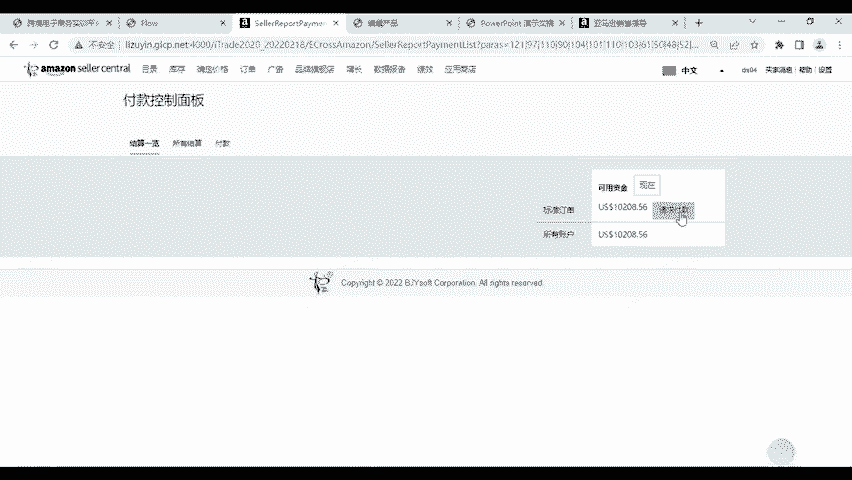 跨境电子商务实训平台 Flow SellerReportPayme 编辑产品 PowerPoint 演示文稿 亚马逊销售报
不安全 lizuyin.gicp.net:4000/iTrade2020_20220218/ECrossAmazon/SellerReportPaymentList?paras=121|97|110|90|104|101|110|103|61|50|48|52|...
amazon seller central 目录 库存 确定价格 订单 广告 品牌旗舰店 增长 数据报告 绩效 应用商店 中文 买家消息 | 帮助 | 设置
付款控制面板
结算一览 所有结算 付款
可用资金 现在
标准订单 US$10208.56 请求付款
所有账户 US$10208.56
Copyright © 2022 BJYsoft Corporation. All rights reserved.